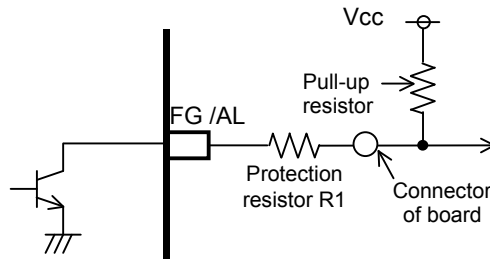 Vcc
Pull-up
resistor
FG /AL
Protection
resistor R1
Connector
of board